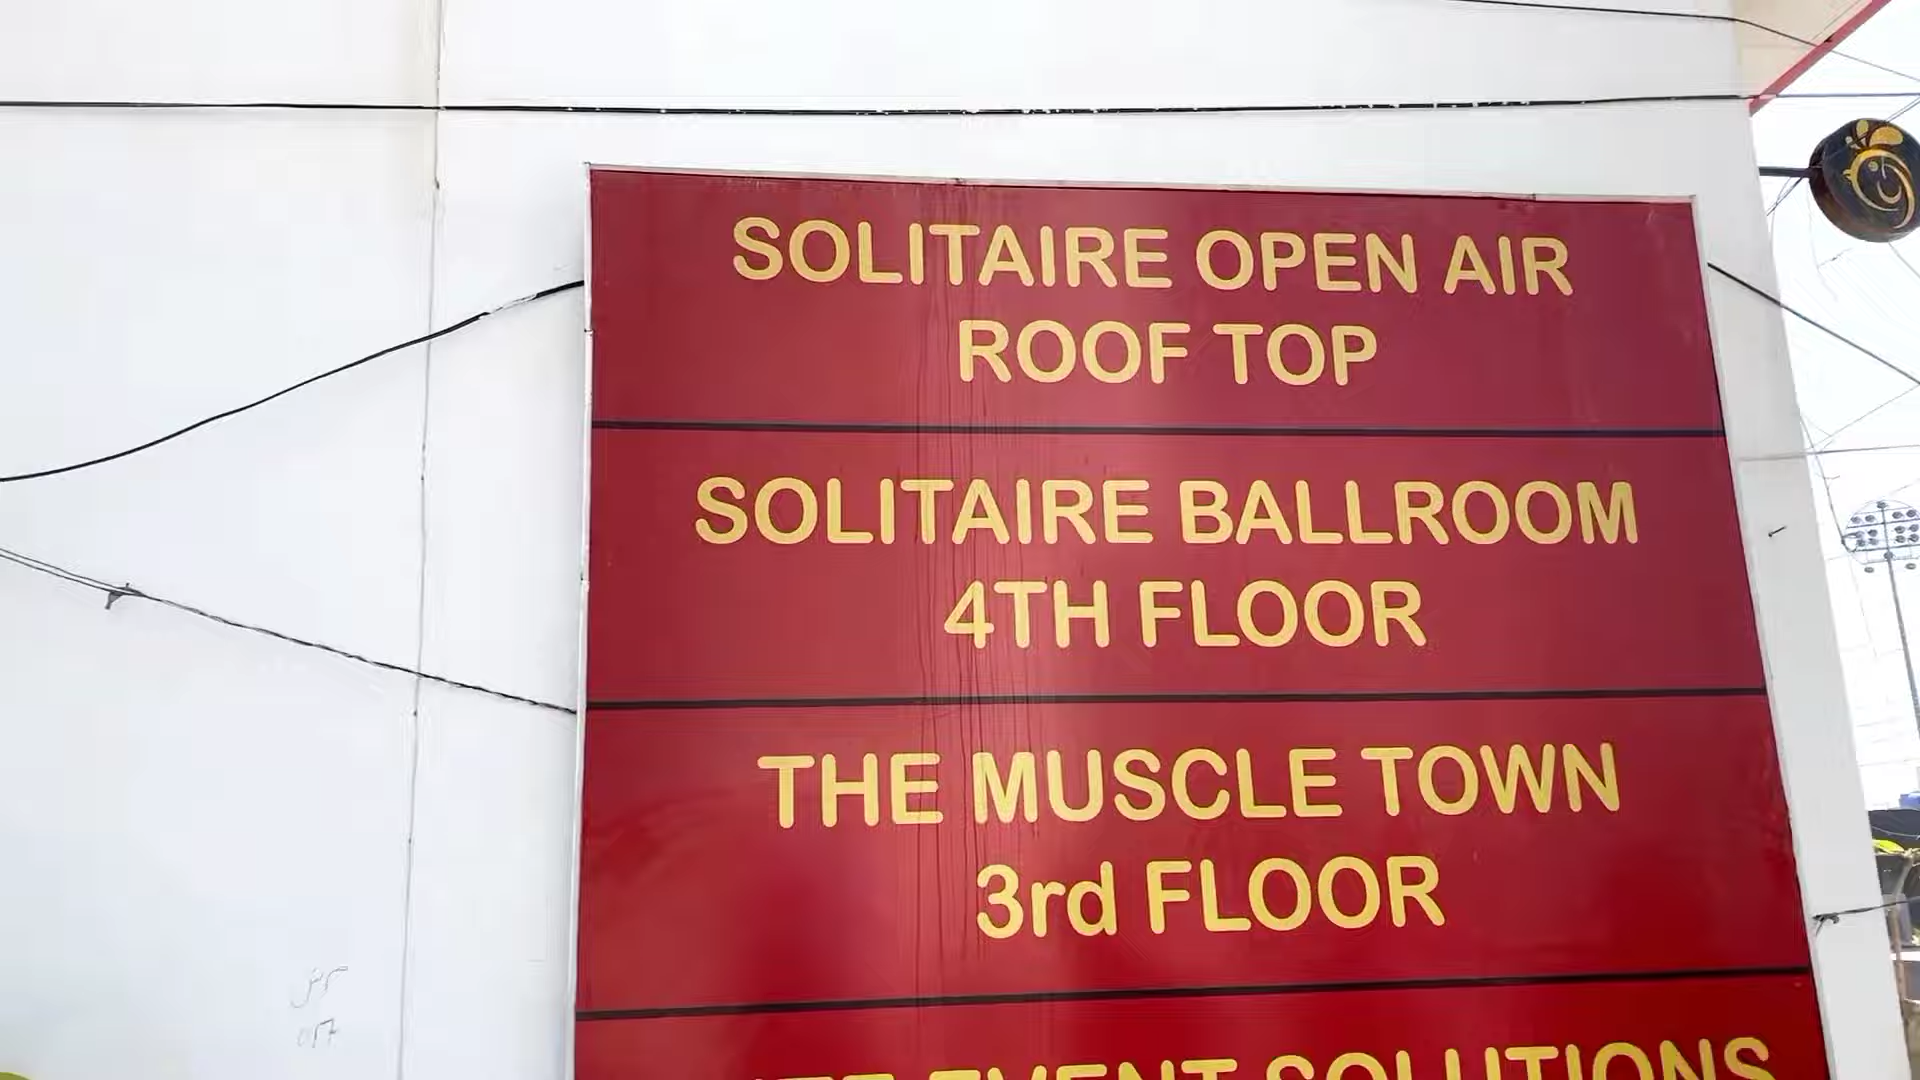 SOLITAIRE OPEN AIR
ROOF TOP
SOLITAIRE BALLROOM
4TH FLOOR
THE MUSCLE TOWN
3rd FLOOR
EVENT SOLUTIONS